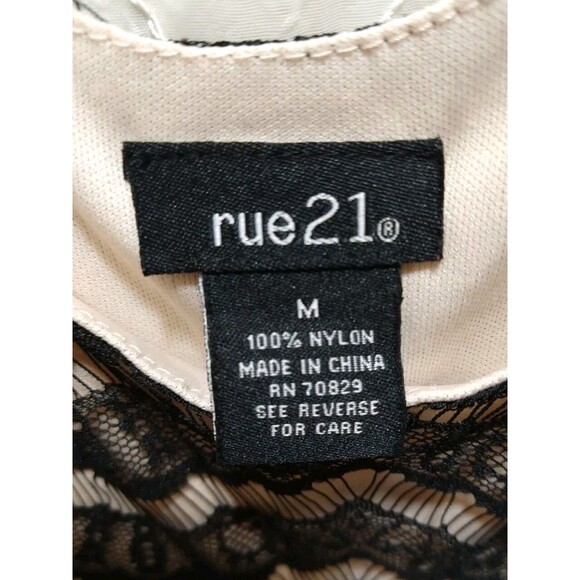 rue21®
M
100% NYLON
MADE IN CHINA
RN 70829
SEE REVERSE
FOR CARE